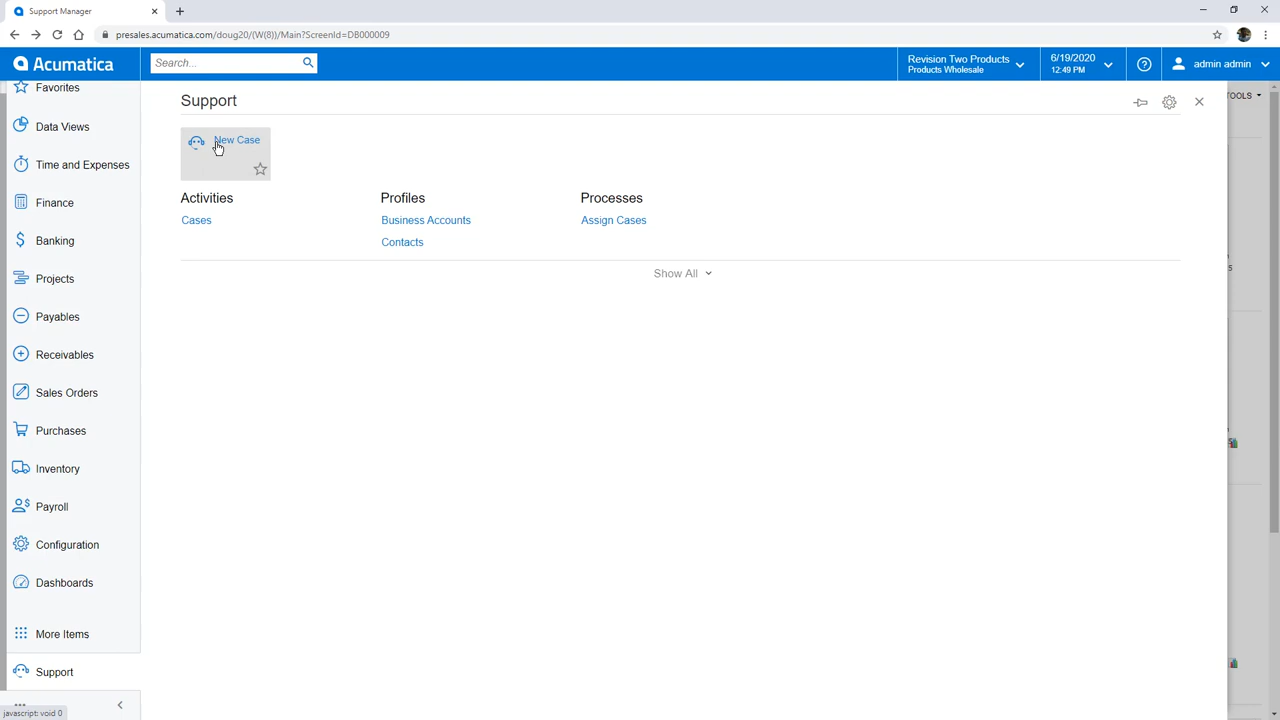 Support Manager
presales.acumatica.com/doug20/(W(8))/Main?ScreenId=DB000009
Acumatica
Search...
Revision Two Products
Products Wholesale
6/19/2020
12:49 PM
admin admin
Favorites
Data Views
Time and Expenses
Finance
Banking
Projects
Payables
Receivables
Sales Orders
Purchases
Inventory
Payroll
Configuration
Dashboards
More Items
Support
javascript: void 0
Support
New Case
Activities
Cases
Profiles
Business Accounts
Contacts
Processes
Assign Cases
Show All